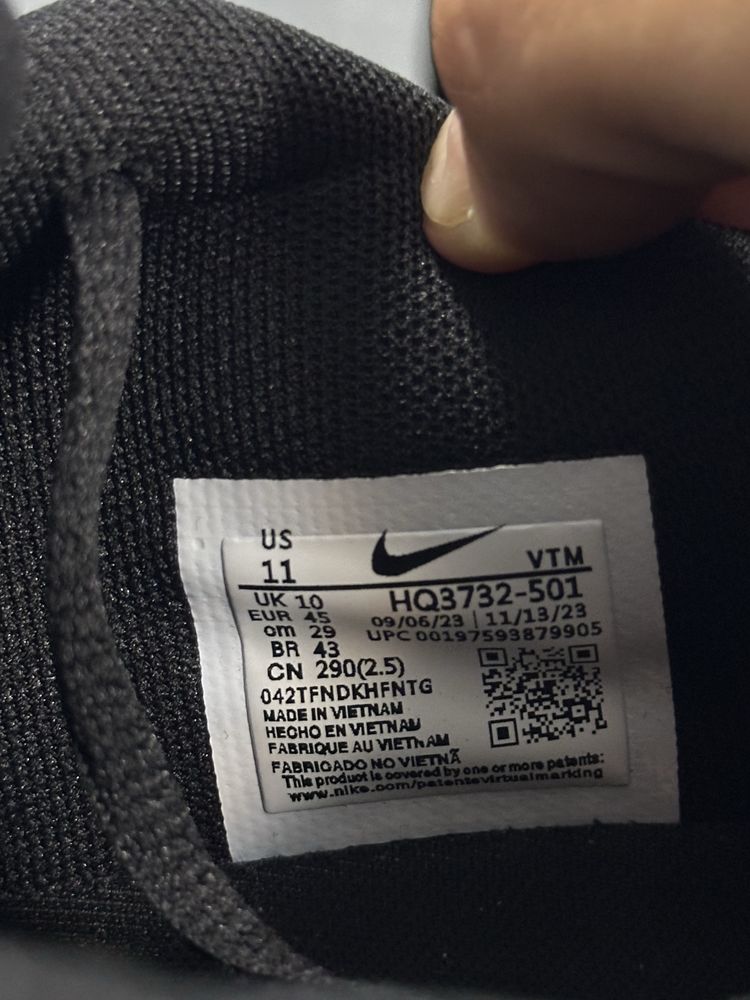 US
11
VTM
UK 10
HQ3732-501
EUR 45
09/06/23 | 11/13/23
cm 29
UPC 00197593879905
BR 43
CN 290(2.5)
042TFNDKHFNTG
MADE IN VIETNAM
HECHO EN VIETNAM
FABRIQUE AU VIETNAM
FABRICADO NO VIETNÃ
This product is covered by one or more patents:
www.nike.com/patentsvirtualmarking